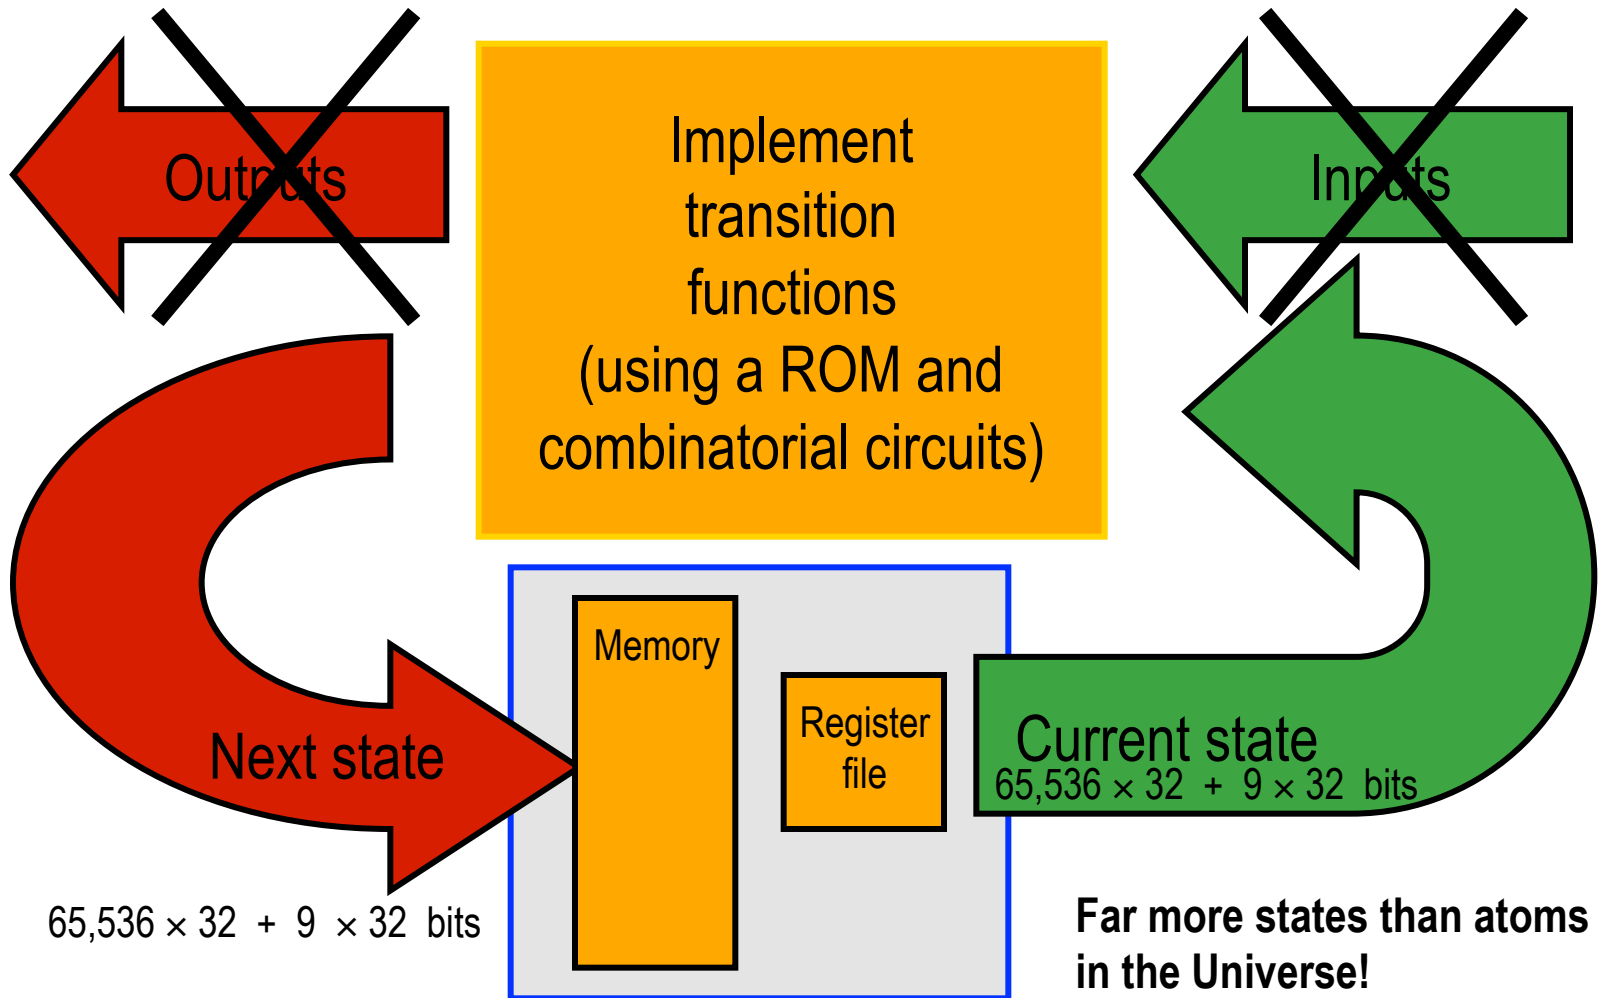 Outputs
Implement
transition
functions
(using a ROM and
combinatorial circuits)
Inputs
Memory
Register
file
Next state
Current state
65,536 × 32 + 9 × 32 bits
65,536 × 32 + 9 × 32 bits
Far more states than atoms
in the Universe!